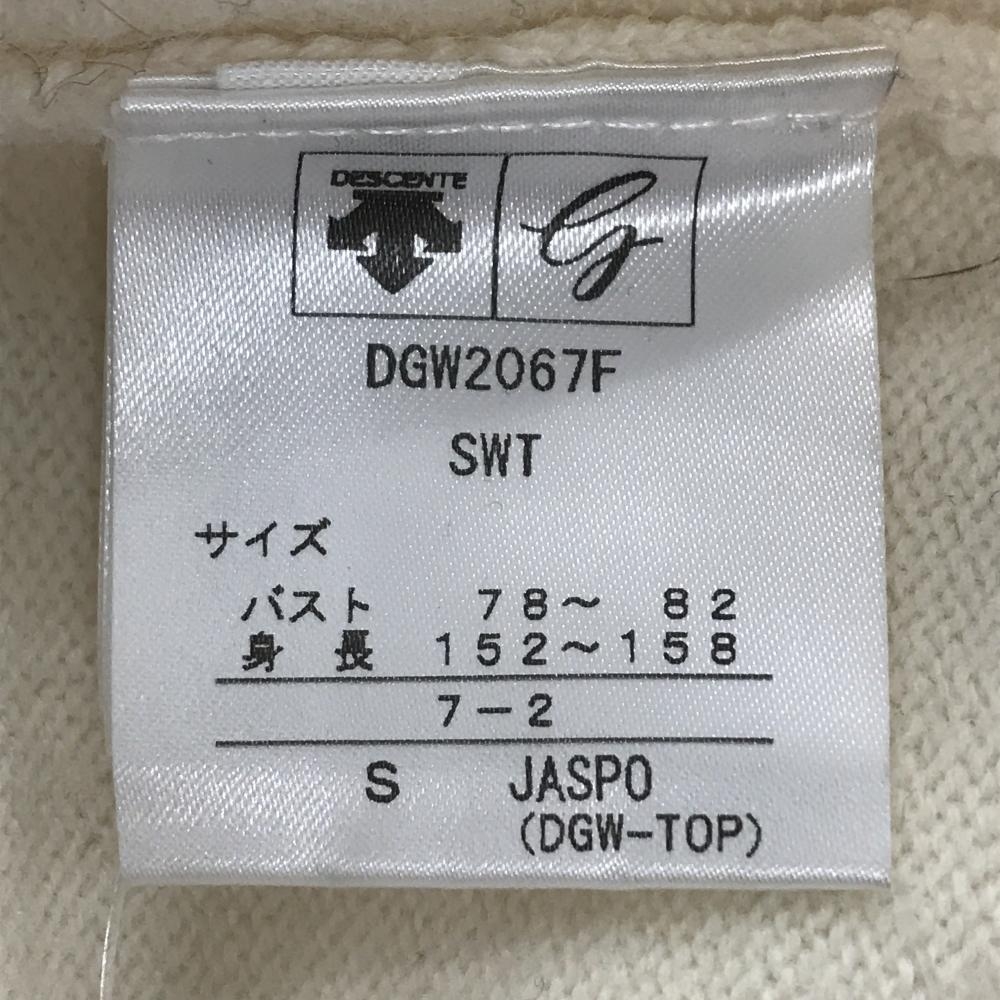 DESCENTE
G
DGW2067F
SWT
サイズ
バスト 78～ 82
身長 152～158
7-2
S JASPO
(DGW-TOP)